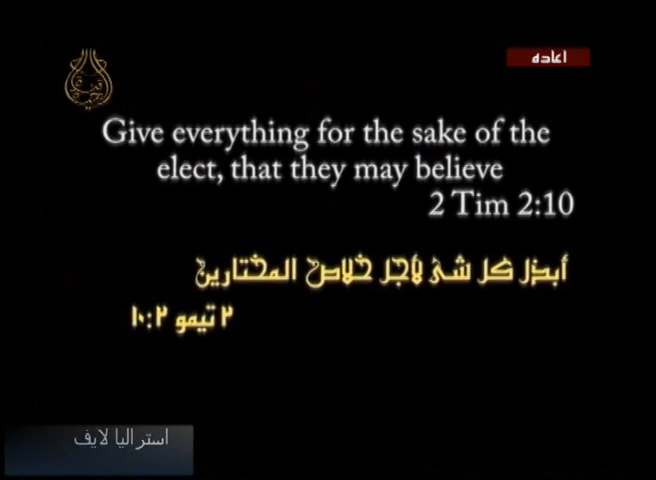 اعاده
Give everything for the sake of the
elect, that they may believe
2 Tim 2:10
أبذل كل شئ لأجل خلاص المختارين
٢ تيمو ٢:١٠
استراليا لايف